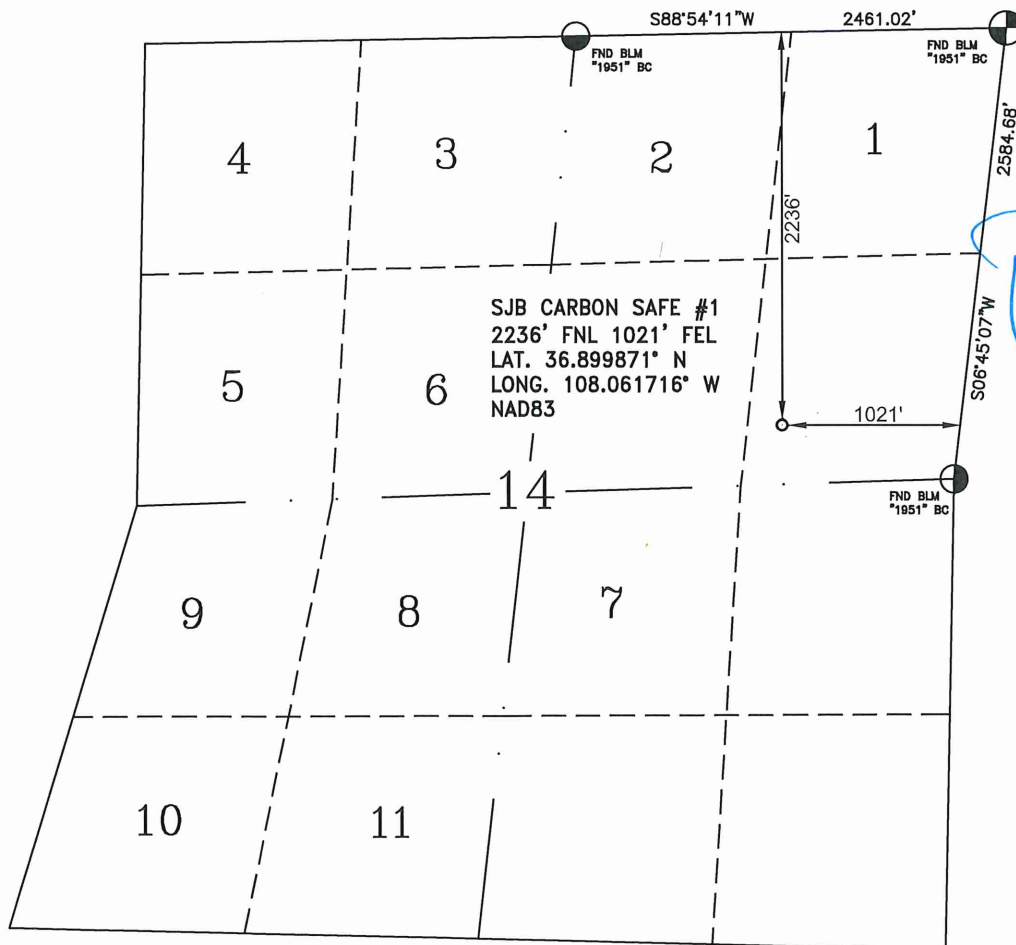 S88°54'11"W 2461.02'
FND BLM
"1951" BC
FND BLM
"1951" BC
4
3
2
1
2584.68'
2236'
S06°45'07"W
SJB CARBON SAFE #1
2236' FNL 1021' FEL
LAT. 36.899871° N
LONG. 108.061716° W
NAD83
5
6
1021'
14
FND BLM
"1951" BC
9
8
7
10
11